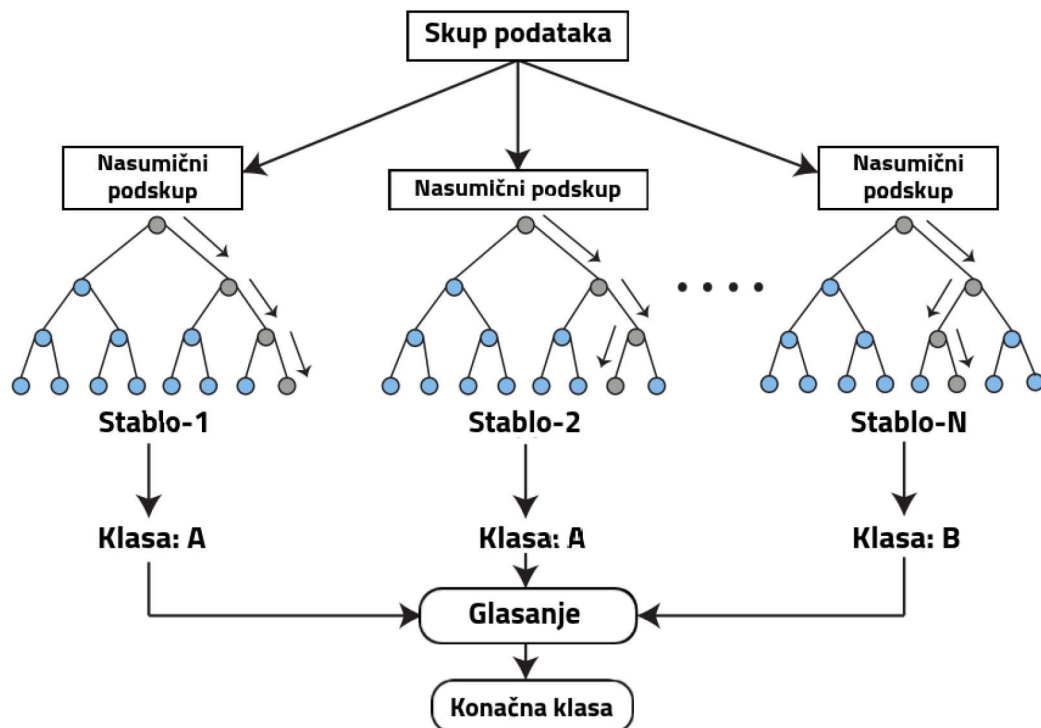 Skup podataka
Nasumični
podskup
Nasumični podskup
Nasumični
podskup
Stablo-1
Stablo-2
Stablo-N
Klasa: A
Klasa: A
Klasa: B
Glasanje
Konačna klasa